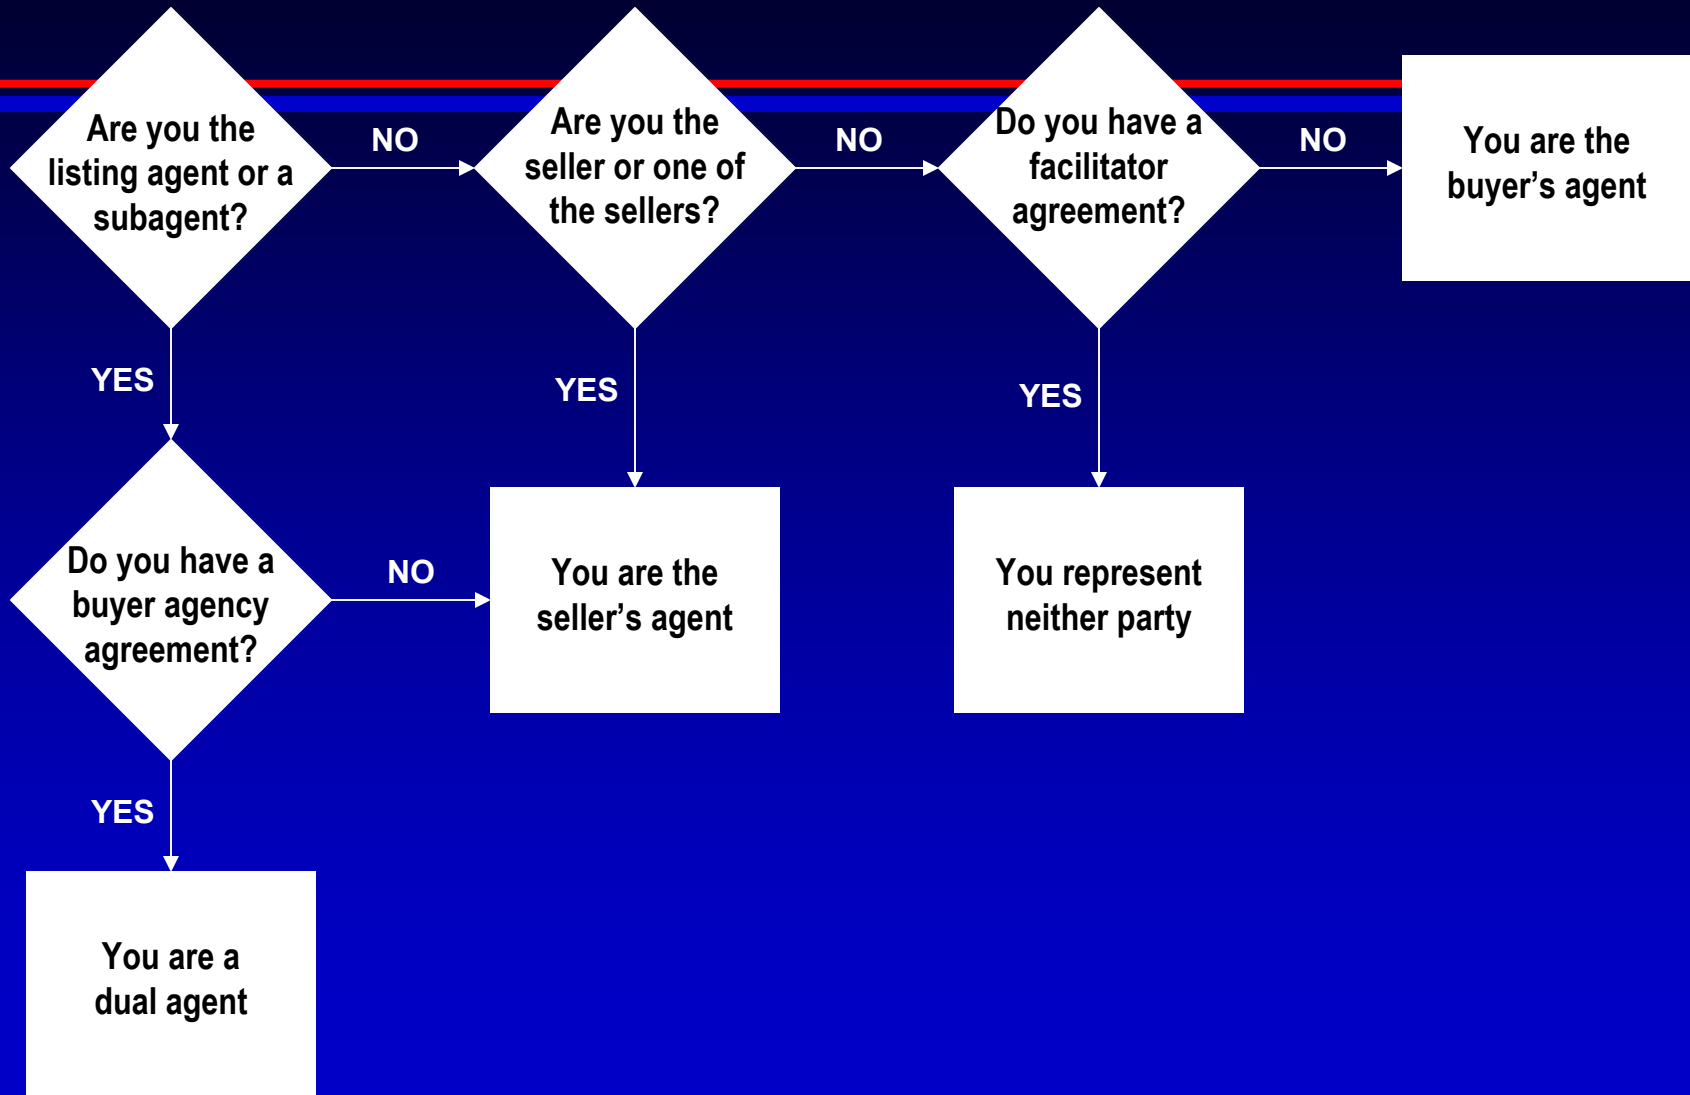 Are you the
listing agent or a
subagent?
NO
Are you the
seller or one of
the sellers?
NO
Do you have a
facilitator
agreement?
NO
You are the
buyer’s agent
YES
YES
YES
Do you have a
buyer agency
agreement?
NO
You are the
seller’s agent
You represent
neither party
YES
You are a
dual agent